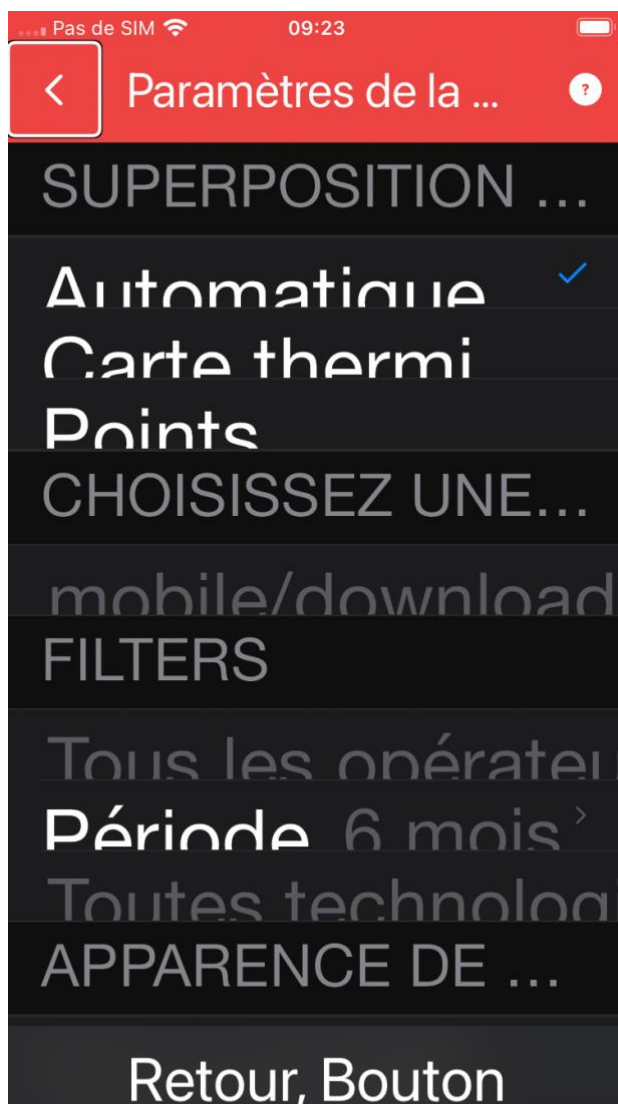 Pas de SIM 09:23
Paramètres de la ...
?
SUPERPOSITION ...
Automatique
Carte thermi
Points
CHOISISSEZ UNE...
mobile/download
FILTERS
Tous les opérateu
Période 6 mois
Toutes technologi
APPARENCE DE ...
Retour, Bouton